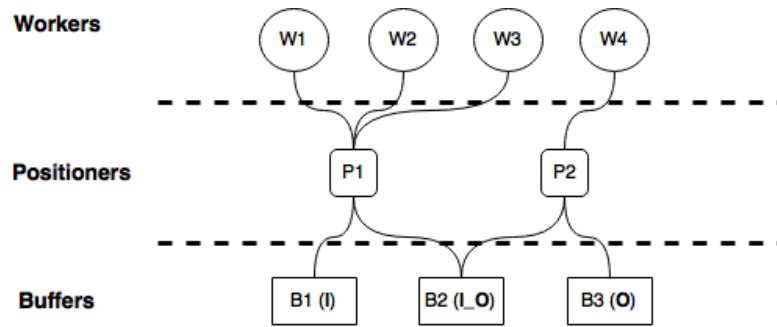 Workers
W1 W2 W3 W4
Positioners
P1 P2
Buffers
B1 (I) B2 (I_O) B3 (O)